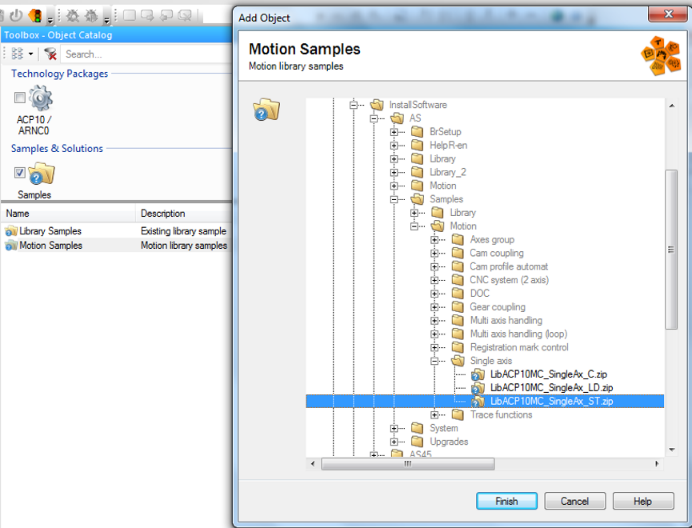 Toolbox - Object Catalog
Search...
Technology Packages
ACP10 /
ARNC0
Samples & Solutions
Samples
Name Description
Library Samples Existing library sample
Motion Samples Motion library samples
Add Object
Motion Samples
Motion library samples
InstallSoftware
AS
BrSetup
HelpR-en
Library
Library_2
Motion
Samples
Library
Motion
Axes group
Cam coupling
Cam profile automat
CNC system (2 axis)
DOC
Gear coupling
Multi axis handling
Multi axis handling (loop)
Registration mark control
Single axis
LibACP10MC_SingleAx_C.zip
LibACP10MC_SingleAx_LD.zip
LibACP10MC_SingleAx_ST.zip
Trace functions
System
Upgrades
AS45
Finish Cancel Help